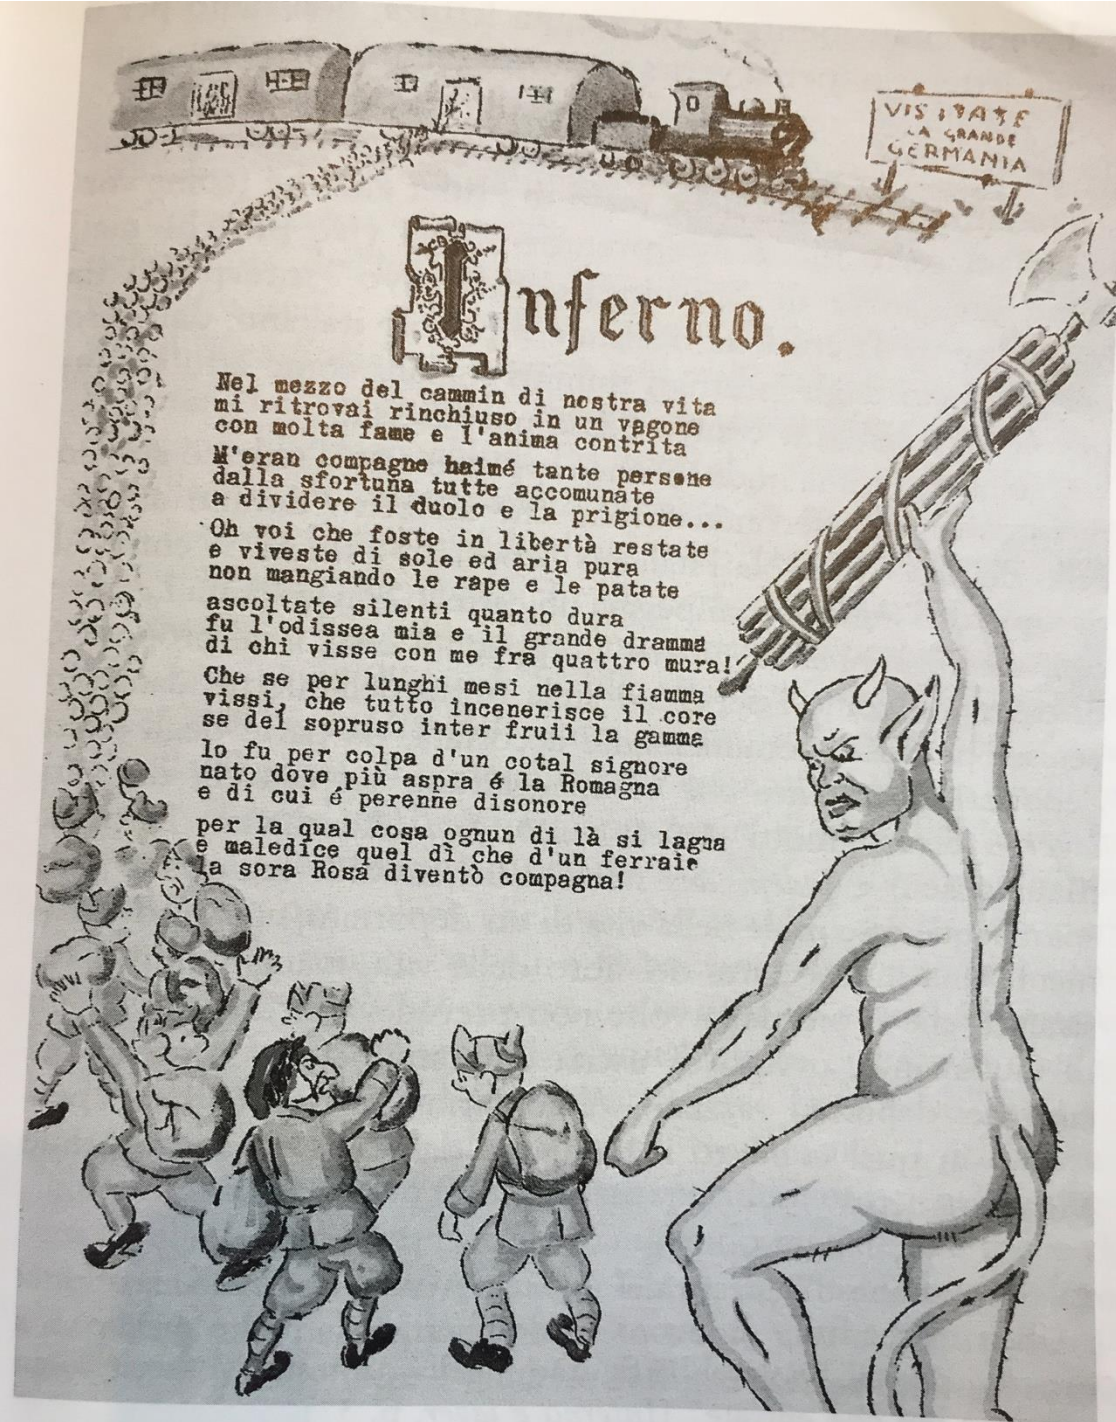 VISITATE
LA GRANDE
GERMANIA
Inferno.
Nel mezzo del cammin di nostra vita
mi ritrovai rinchiuso in un vagone
con molta fame e l'anima contrita
M'eran compagne haimé tante persone
dalla sfortuna tutte accomunate
a dividere il duolo e la prigione...
Oh voi che foste in libertà restate
e viveste di sole ed aria pura
non mangiando le rape e le patate
ascoltate silenti quanto dura
fu l'odissea mia e il grande dramma
di chi visse con me fra quattro mura!
Che se per lunghi mesi nella fiamma
vissi, che tutto incenerisce il core
se del sopruso inter fruii la gamma
lo fu per colpa d'un cotal signore
nato dove più aspra é la Romagna
e di cui é perenne disonore
per la qual cosa ognun di là si lagna
e maledice quel dì che d'un ferraio
la sora Rosa diventò compagna!